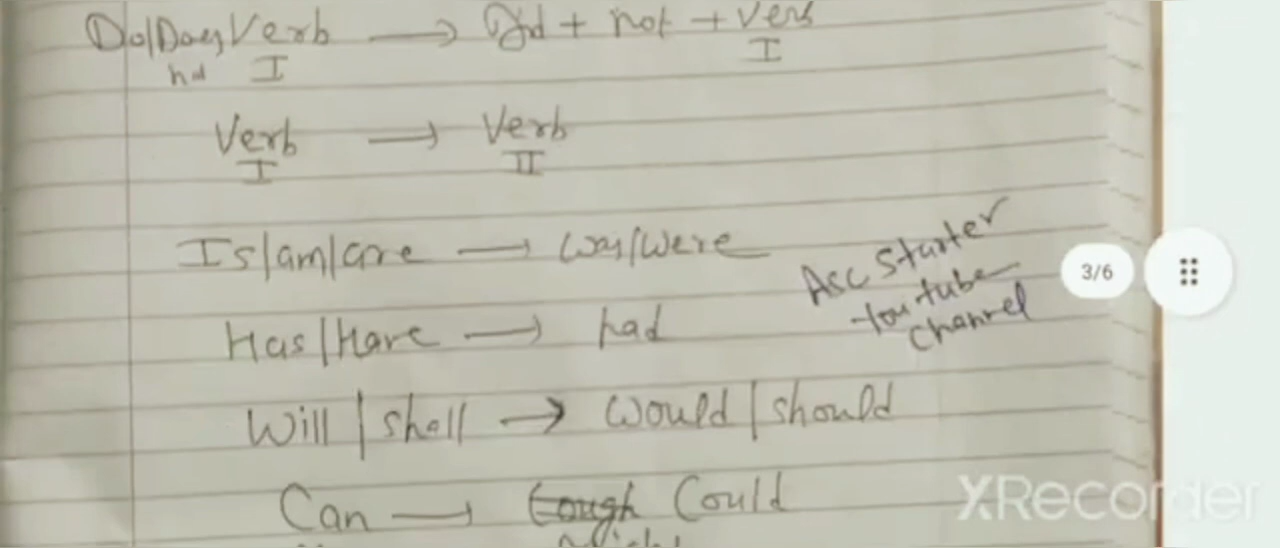 Do/Does Verb → Did + not + Verb
not I I
Verb → Verb
I II
Is/am/are → was/were
Has/Have → had
Asc Starter
Youtube
Channel
3/6
Will / shall → Would / should
Can → Could
XRecorder